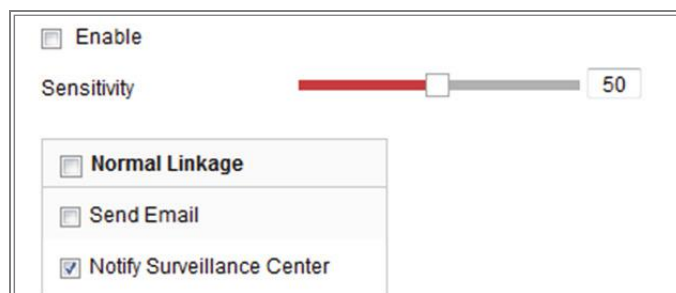 Enable
Sensitivity 50
Normal Linkage
Send Email
Notify Surveillance Center